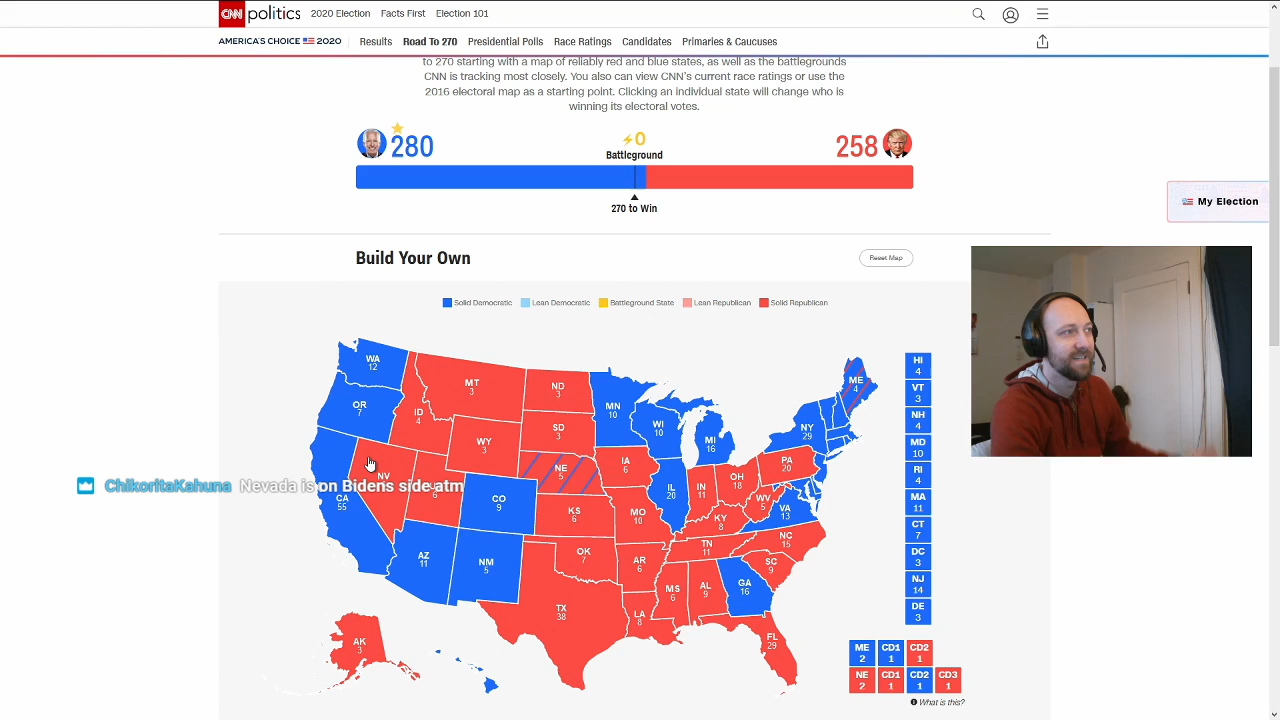 CNN politics 2020 Election Facts First Election 101
AMERICA'S CHOICE 2020 Results Road To 270 Presidential Polls Race Ratings Candidates Primaries & Caucuses
to 270 starting with a map of reliably red and blue states, as well as the battlegrounds
CNN is tracking most closely. You also can view CNN's current race ratings or use the
2016 electoral map as a starting point. Clicking an individual state will change who is
winning its electoral votes.
280
0
Battleground
258
270 to Win
My Election
Build Your Own
Reset Map
Solid Democratic Lean Democratic Battleground State Lean Republican Solid Republican
WA
12
OR
7
ID
4
MT
3
ND
3
MN
10
SD
3
WY
3
WI
10
MI
16
NY
29
ME
4
NV
6
CA
55
CO
9
NE
5
IA
6
IL
20
IN
11
OH
18
PA
20
WV
5
VA
13
KS
6
MO
10
KY
8
NC
15
TN
11
SC
9
AZ
11
NM
5
OK
7
AR
6
MS
6
AL
9
GA
16
TX
38
LA
8
FL
29
AK
3
HI
4
VT
3
NH
4
MD
10
RI
4
MA
11
CT
7
DC
3
NJ
14
DE
3
ME
2
CD1
1
CD2
1
NE
2
CD1
1
CD2
1
CD3
1
What is this?
ChikoritaKahuna Nevada is on Bidens side atm